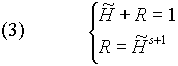 (3) { H̃ + R = 1
R = H̃^{s+1}